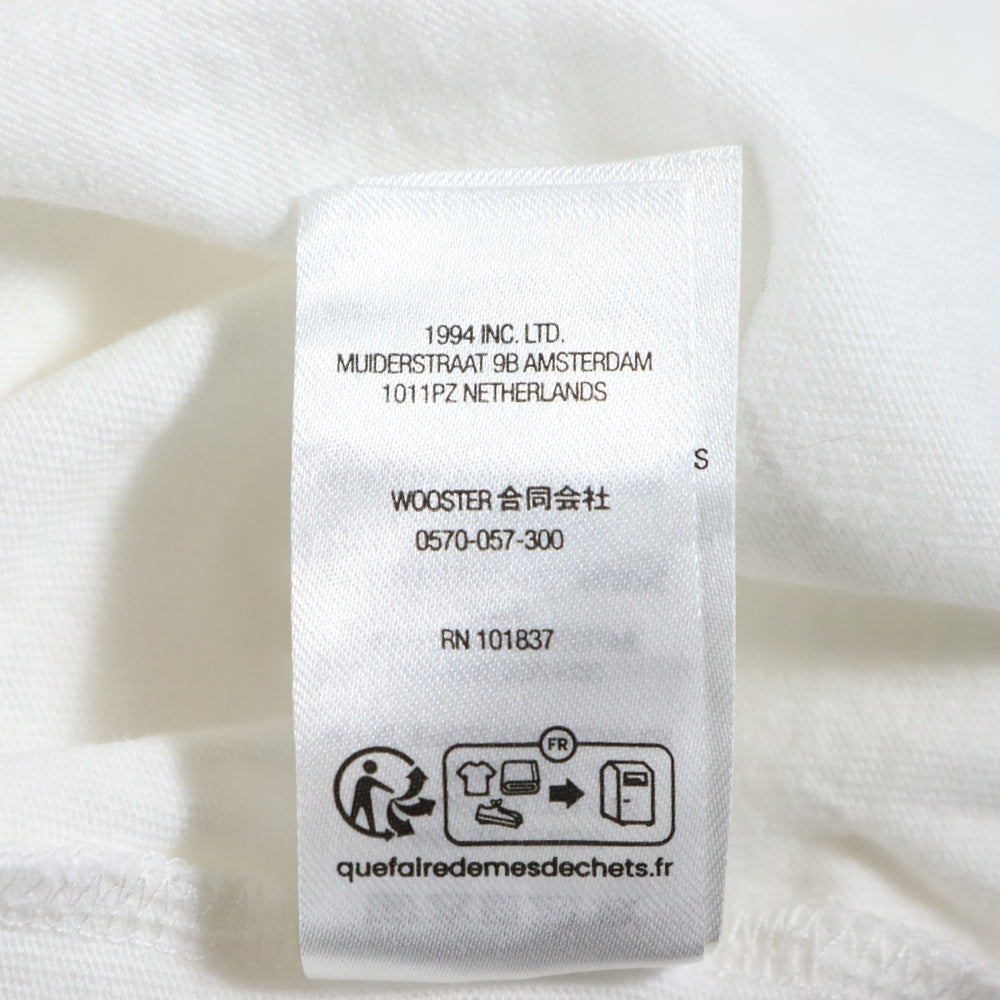 1994 INC. LTD.
MUIDERSTRAAT 9B AMSTERDAM
1011PZ NETHERLANDS
S
WOOSTER 合同会社
0570-057-300
RN 101837
FR
quefairedemesdechets.fr